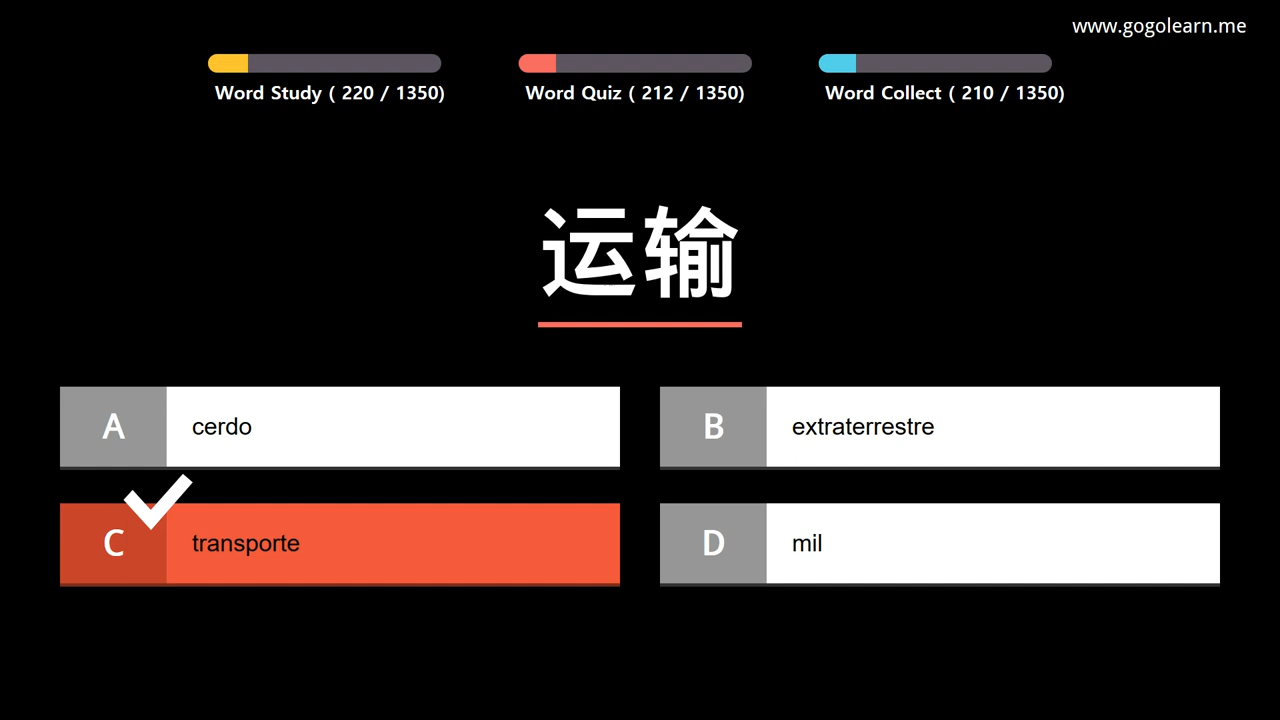 www.gogolearn.me
Word Study ( 220 / 1350)
Word Quiz ( 212 / 1350)
Word Collect ( 210 / 1350)
运输
A cerdo
B extraterrestre
C transporte
D mil